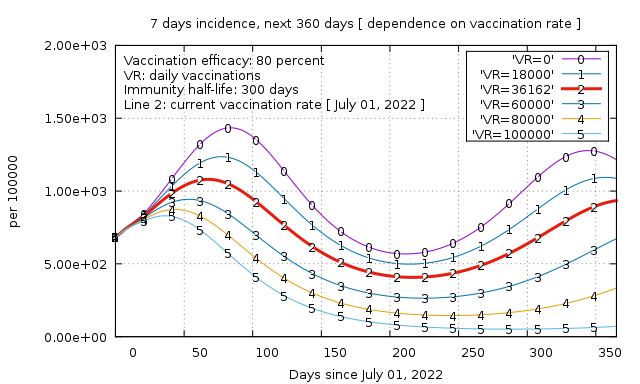 7 days incidence, next 360 days [ dependence on vaccination rate ]
2.00e+03
1.50e+03
1.00e+03
5.00e+02
0.00e+00
per 100000
Vaccination efficacy: 80 percent
VR: daily vaccinations
Immunity half-life: 300 days
Line 2: current vaccination rate [ July 01, 2022 ]
'VR=0' 0
'VR=18000' 1
'VR=36162' 2
'VR=60000' 3
'VR=80000' 4
'VR=100000' 5
0 50 100 150 200 250 300 350
Days since July 01, 2022